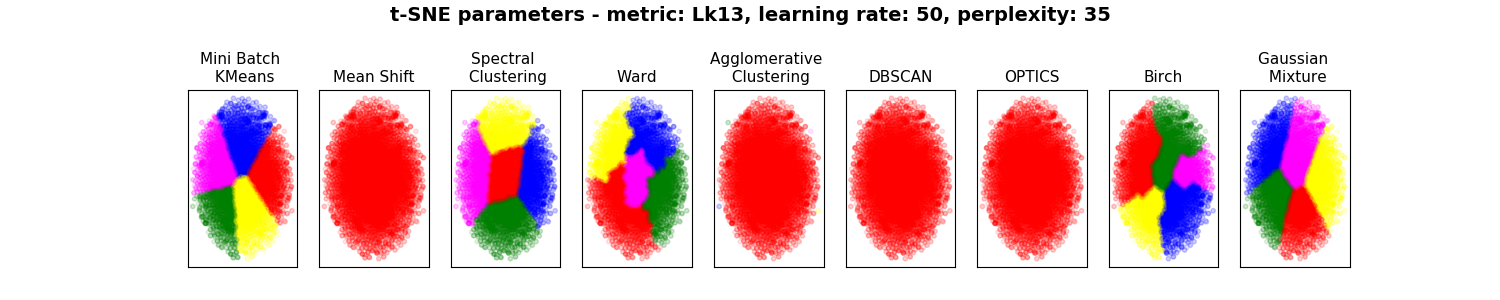 t-SNE parameters - metric: Lk13, learning rate: 50, perplexity: 35
Mini Batch
KMeans
Mean Shift
Spectral
Clustering
Ward
Agglomerative
Clustering
DBSCAN
OPTICS
Birch
Gaussian
Mixture